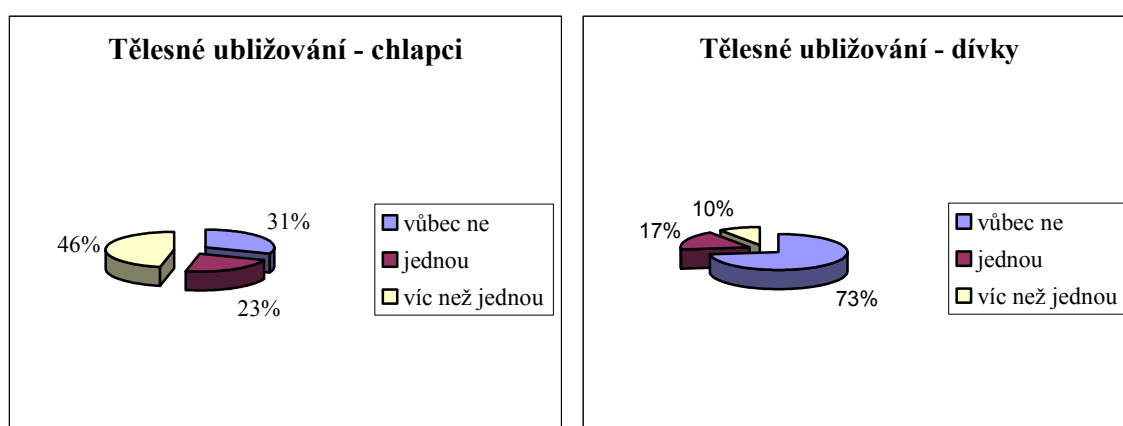 Tělesné ubližování - chlapci
31%
46%
23%
vůbec ne
jednou
víc než jednou
Tělesné ubližování - dívky
10%
17%
73%
vůbec ne
jednou
víc než jednou